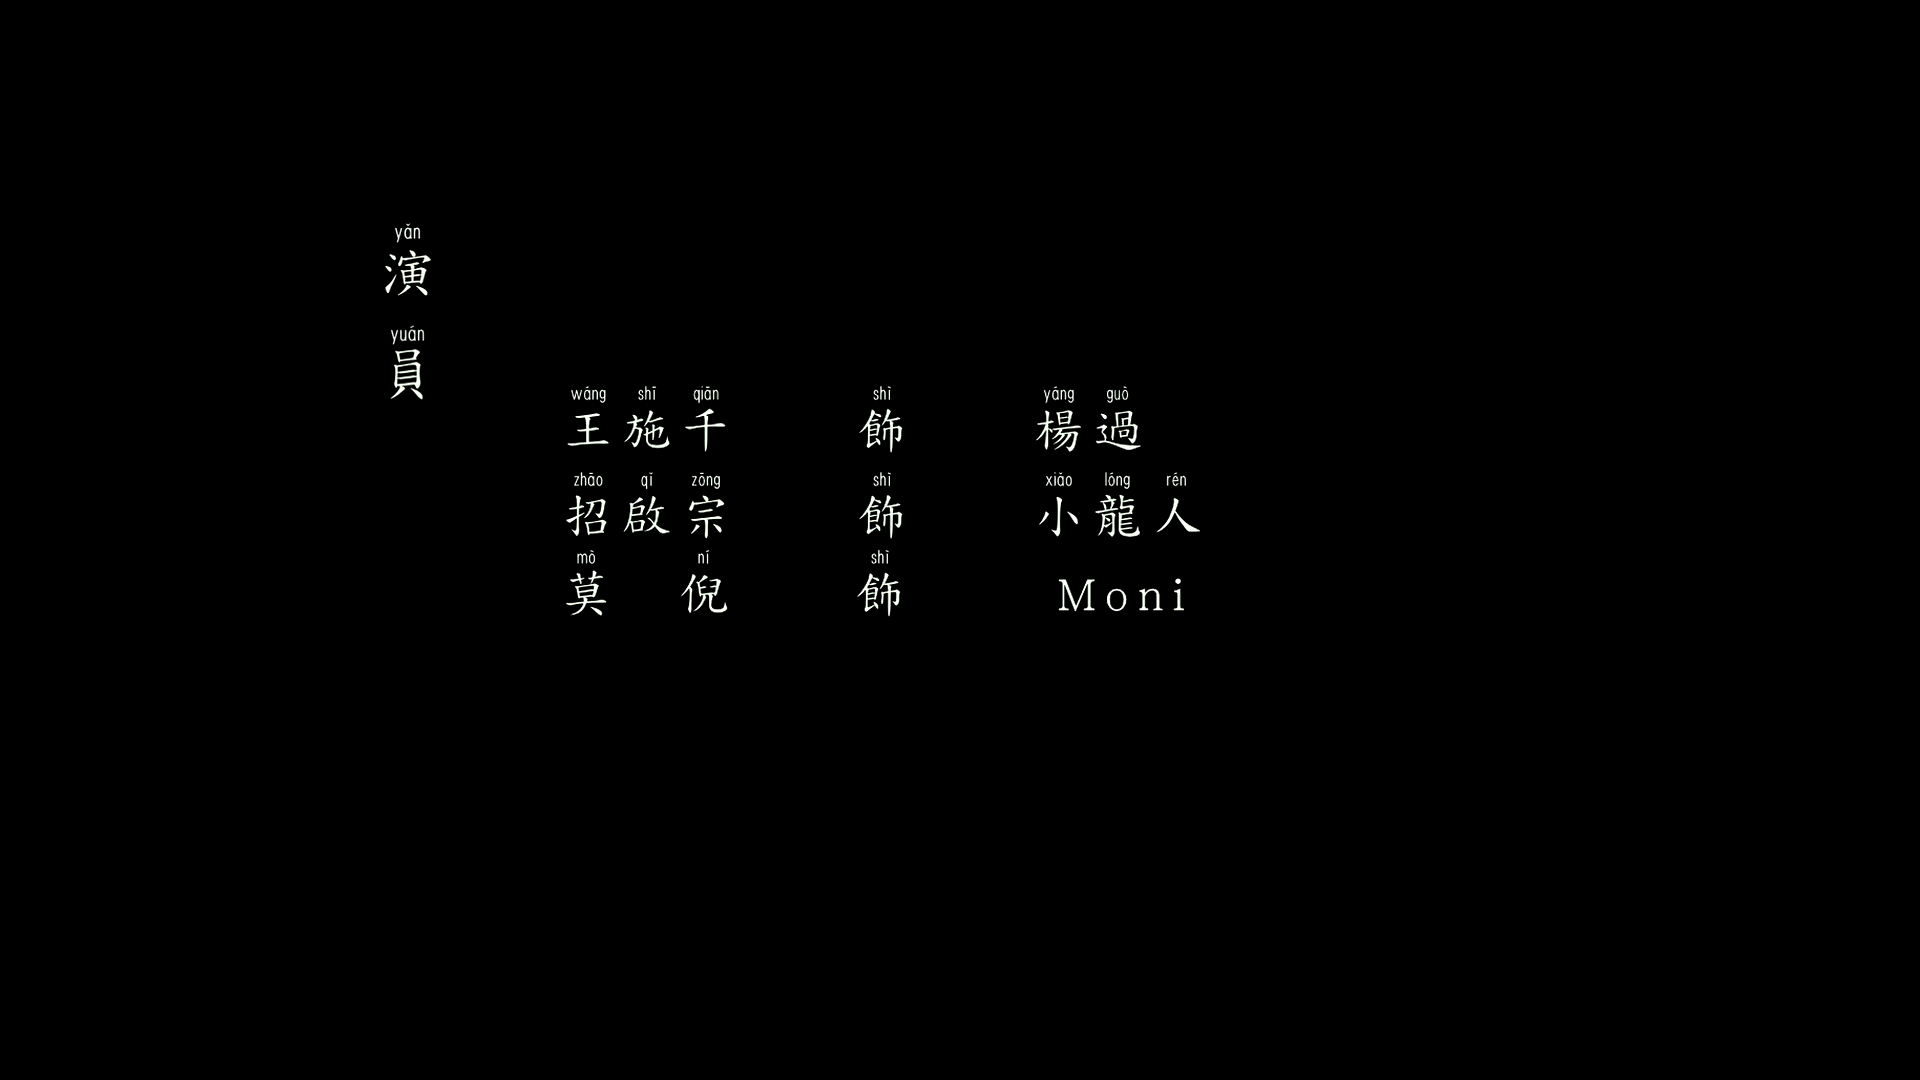 yǎn
演
yuán
員
wáng shī qiān shì yáng guò
王施千 飾 楊過
zhāo qǐ zōng shì xiǎo lóng rén
招啟宗 飾 小龍人
mò ní shì
莫 倪 飾 Moni